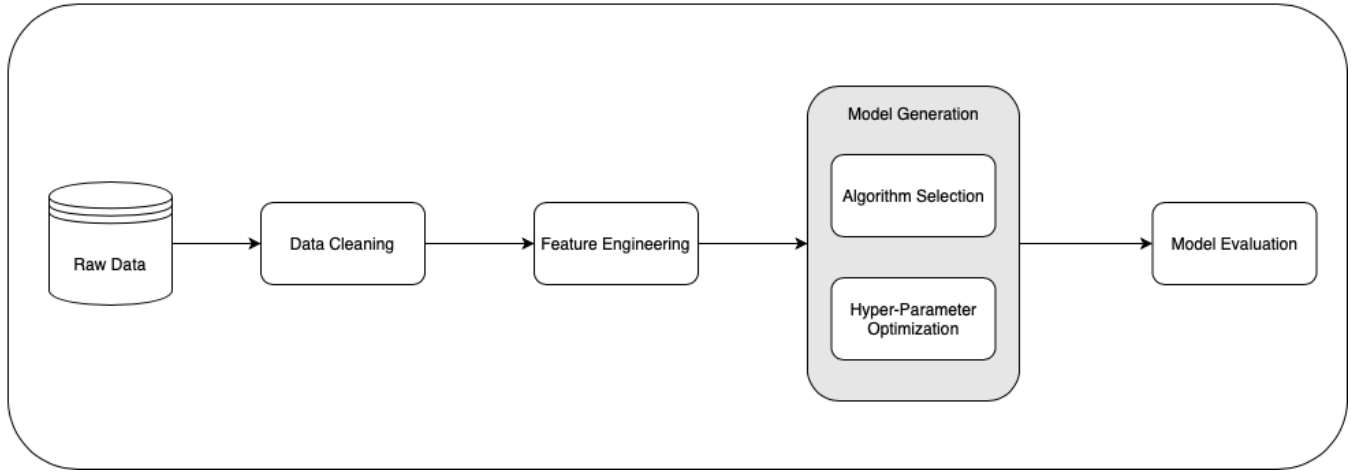 Raw Data
Data Cleaning
Feature Engineering
Model Generation
Algorithm Selection
Hyper-Parameter
Optimization
Model Evaluation